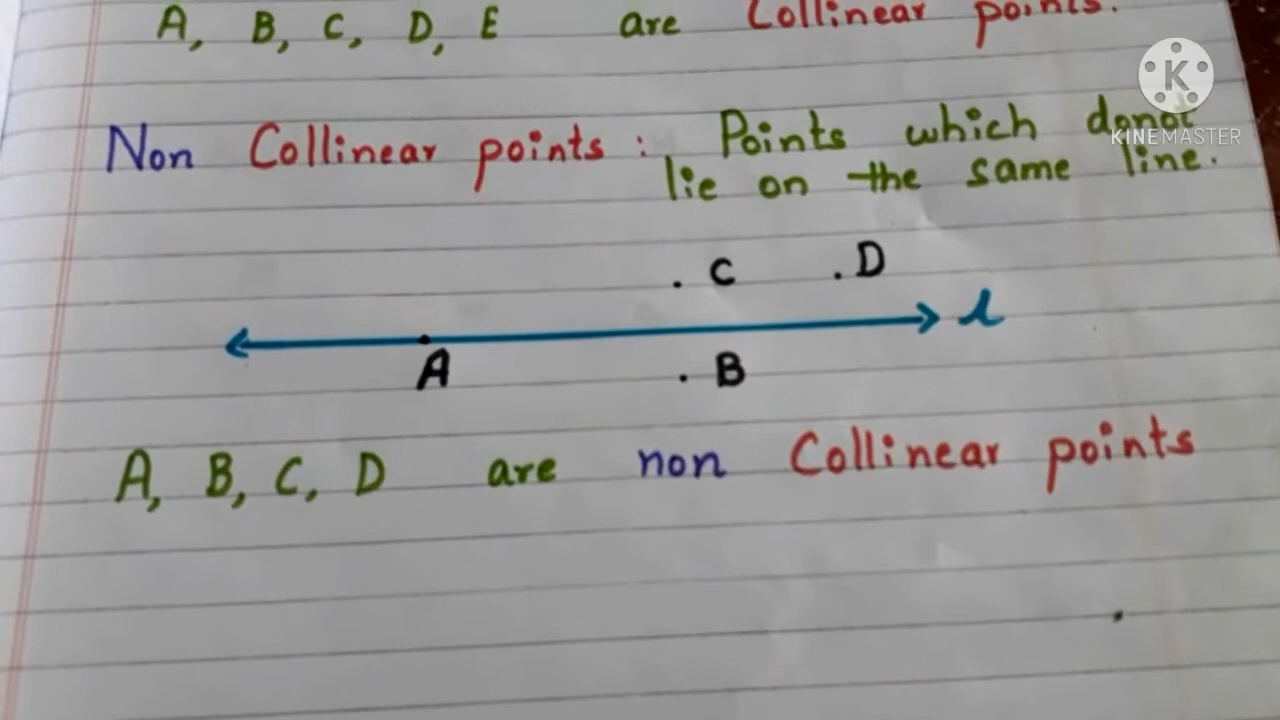 A, B, C, D, E are Collinear points.
K
KINEMASTER
Non Collinear points : Points which donot
lie on the same line.
. C . D
l
A . B
A, B, C, D are non Collinear points